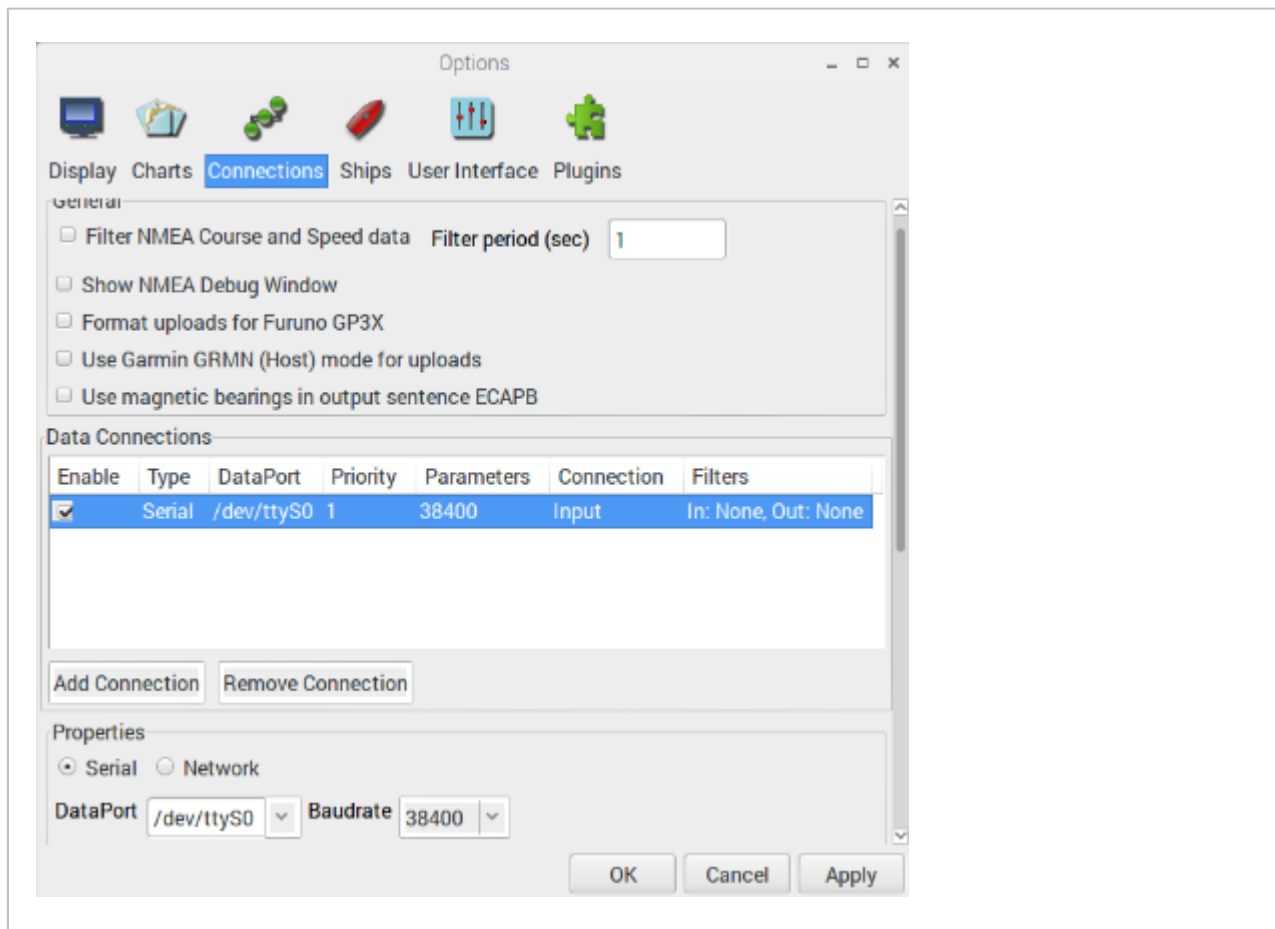 Options
Display Charts Connections Ships User Interface Plugins
General
Filter NMEA Course and Speed data Filter period (sec) 1
Show NMEA Debug Window
Format uploads for Furuno GP3X
Use Garmin GRMN (Host) mode for uploads
Use magnetic bearings in output sentence ECAPB
Data Connections
Enable Type DataPort Priority Parameters Connection Filters
Serial /dev/ttyS0 1 38400 Input In: None, Out: None
Add Connection Remove Connection
Properties
Serial Network
DataPort /dev/ttyS0 Baudrate 38400
OK Cancel Apply